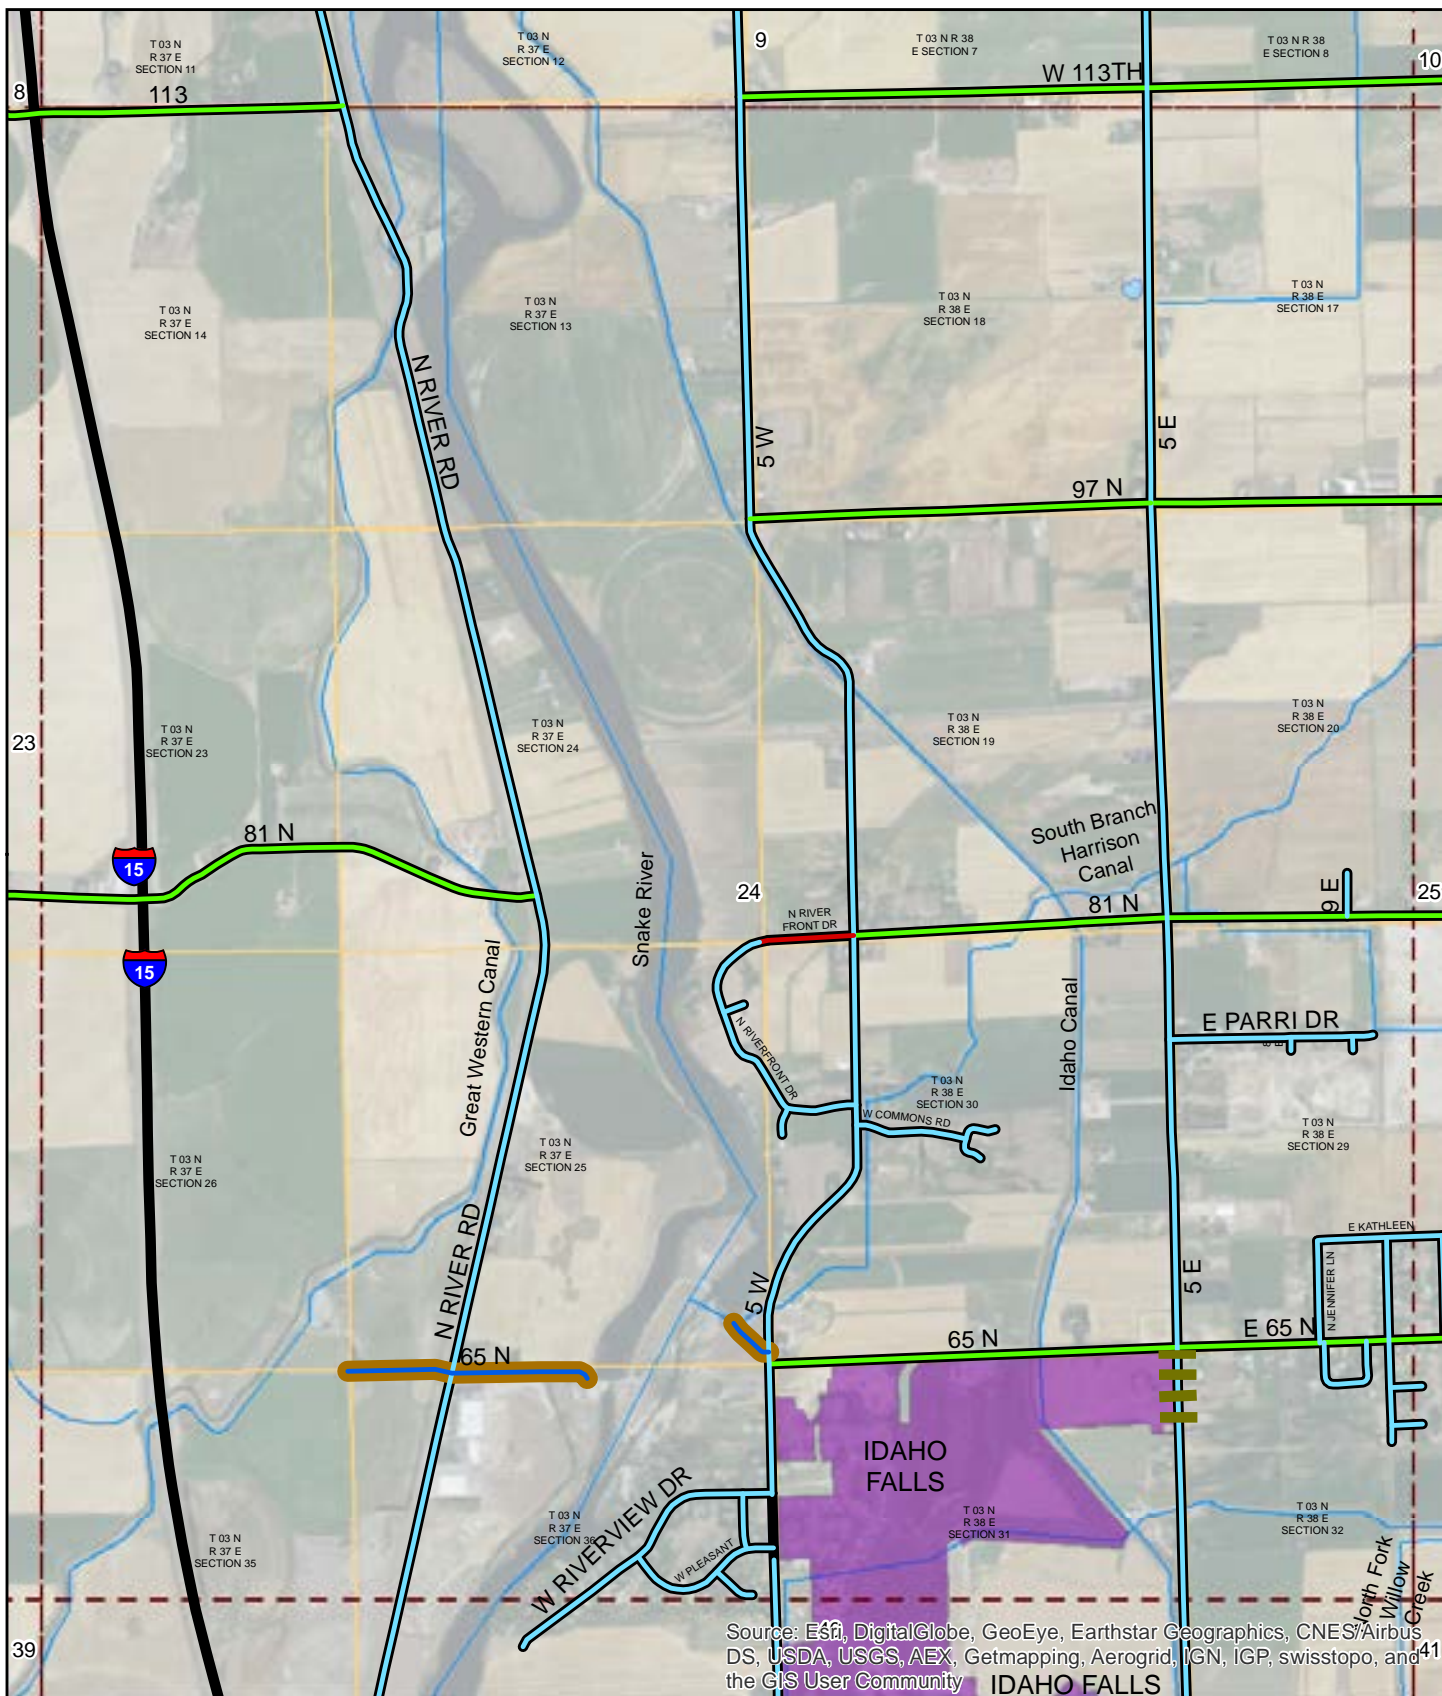 T 03 N
R 37 E
SECTION 11
T 03 N
R 37 E
SECTION 12
9
T 03 N R 38
E SECTION 7
T 03 N R 38
E SECTION 8
10
8
113
W 113TH
T 03 N
R 37 E
SECTION 14
T 03 N
R 37 E
SECTION 13
T 03 N
R 38 E
SECTION 18
T 03 N
R 38 E
SECTION 17
N RIVER RD
5 W
5 E
97 N
23
T 03 N
R 37 E
SECTION 23
T 03 N
R 37 E
SECTION 24
T 03 N
R 38 E
SECTION 19
T 03 N
R 38 E
SECTION 20
81 N
15
South Branch
Harrison
Canal
Snake River
24
N RIVER
FRONT DR
81 N
9 E
25
15
Great Western Canal
Idaho Canal
N RIVERFRONT DR
E PARRI DR
T 03 N
R 38 E
SECTION 30
W COMMONS RD
T 03 N
R 38 E
SECTION 29
T 03 N
R 37 E
SECTION 26
T 03 N
R 37 E
SECTION 25
N RIVER RD
5 W
5 E
E KATHLEEN
N JENNIFER LN
65 N
65 N
E 65 N
IDAHO
FALLS
W RIVERVIEW DR
W PLEASANT
T 03 N
R 37 E
SECTION 35
T 03 N
R 37 E
SECTION 36
T 03 N
R 38 E
SECTION 31
T 03 N
R 38 E
SECTION 32
North Fork
Willow
Creek
39
40
41
Source: Esri, DigitalGlobe, GeoEye, Earthstar Geographics, CNES/Airbus
DS, USDA, USGS, AEX, Getmapping, Aerogrid, IGN, IGP, swisstopo, and
the GIS User Community
IDAHO FALLS